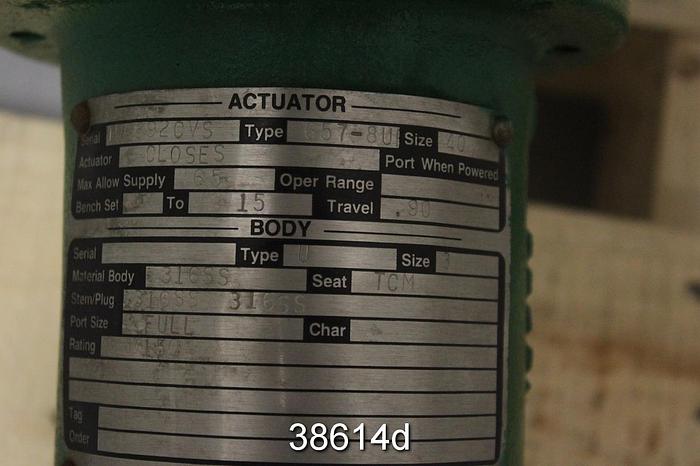 ACTUATOR
Serial Type 657-8U Size 40
Actuator CLOSES Port When Powered
Max Allow Supply 65 Oper Range
Bench Set To 15 Travel .90
BODY
Serial Type Size
Material Body 316SS Seat TCM
Stem/Plug 316SS 316SS
Port Size FULL Char
Rating
Tag
Order
38614d